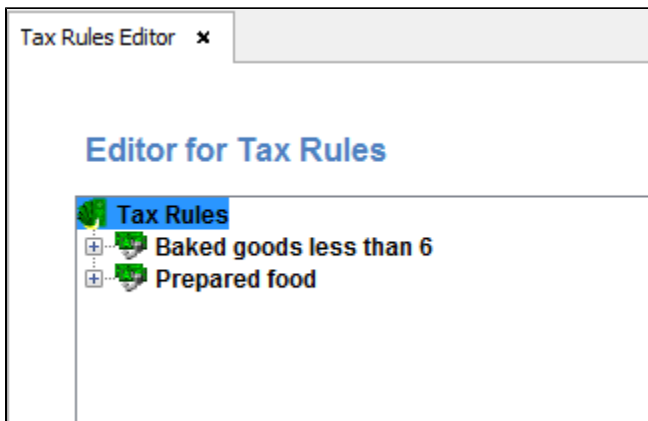 Tax Rules Editor
Editor for Tax Rules
Tax Rules
Baked goods less than 6
Prepared food